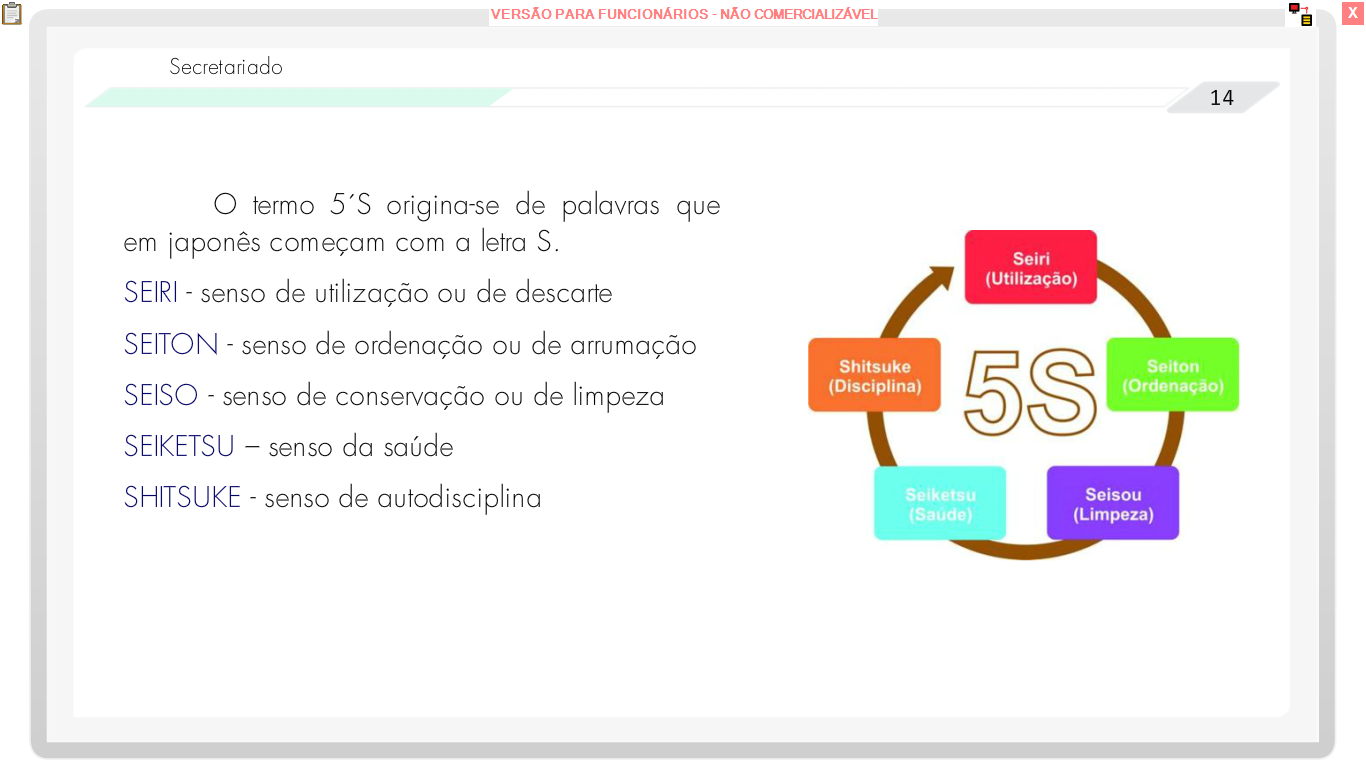 VERSÃO PARA FUNCIONÁRIOS - NÃO COMERCIALIZÁVEL
X
Secretariado
14
O termo 5´S origina-se de palavras que
em japonês começam com a letra S.
SEIRI - senso de utilização ou de descarte
SEITON - senso de ordenação ou de arrumação
SEISO - senso de conservação ou de limpeza
SEIKETSU – senso da saúde
SHITSUKE - senso de autodisciplina
Seiri
(Utilização)
Seiton
(Ordenação)
Seisou
(Limpeza)
Seiketsu
(Saúde)
Shitsuke
(Disciplina)
5S